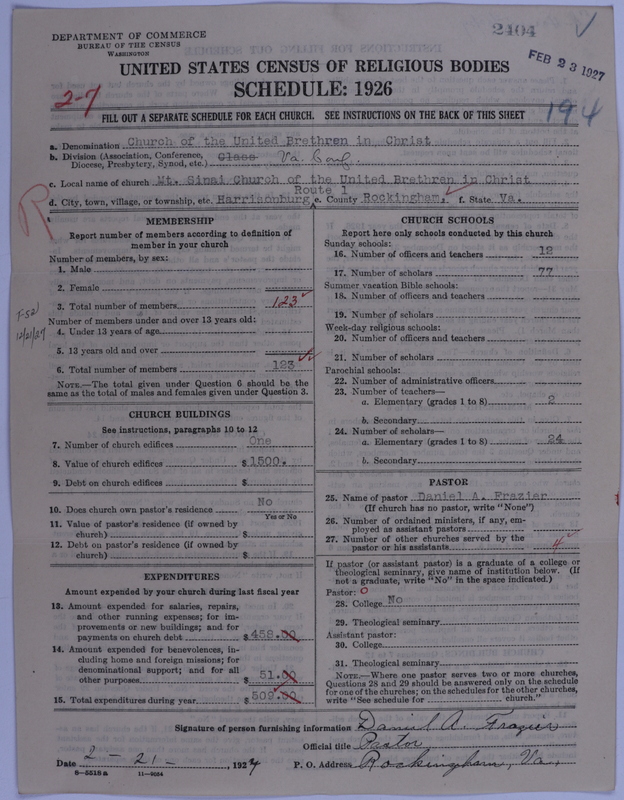 2404
DEPARTMENT OF COMMERCE
BUREAU OF THE CENSUS
WASHINGTON
FEB 23 1927
UNITED STATES CENSUS OF RELIGIOUS BODIES
SCHEDULE: 1926
2-7
194
FILL OUT A SEPARATE SCHEDULE FOR EACH CHURCH. SEE INSTRUCTIONS ON THE BACK OF THIS SHEET
a. Denomination Church of the United Brethren in Christ
b. Division (Association, Conference, Class Va. Conf.
Diocese, Presbytery, Synod, etc.)
c. Local name of church Mt. Sinai Church of the United Brethren in Christ
Route 1
d. City, town, village, or township, etc. Harrisonburg e. County Rockingham. f. State Va.
R
MEMBERSHIP
Report number of members according to definition of
member in your church
Number of members, by sex:
1. Male
2. Female
3. Total number of members 123
Number of members under and over 13 years old:
F-521
12/21/27
4. Under 13 years of age
5. 13 years old and over
6. Total number of members 123
NOTE.—The total given under Question 6 should be the
same as the total of males and females given under Question 3.
CHURCH BUILDINGS
See instructions, paragraphs 10 to 12
7. Number of church edifices One
8. Value of church edifices $1500.
9. Debt on church edifices $
10. Does church own pastor's residence No
Yes or No
11. Value of pastor's residence (if owned by
church) $
12. Debt on pastor's residence (if owned by
church) $
EXPENDITURES
Amount expended by your church during last fiscal year
13. Amount expended for salaries, repairs,
and other running expenses; for im-
provements or new buildings; and for
payments on church debt $458.00
14. Amount expended for benevolences, in-
cluding home and foreign missions; for
denominational support; and for all
other purposes $ 51.00
15. Total expenditures during year $509.00
CHURCH SCHOOLS
Report here only schools conducted by this church
Sunday schools:
16. Number of officers and teachers 12
17. Number of scholars 77
Summer vacation Bible schools:
18. Number of officers and teachers
19. Number of scholars
Week-day religious schools:
20. Number of officers and teachers
21. Number of scholars
Parochial schools:
22. Number of administrative officers
23. Number of teachers—
a. Elementary (grades 1 to 8) 2
b. Secondary
24. Number of scholars—
a. Elementary (grades 1 to 8) 24
b. Secondary
PASTOR
25. Name of pastor Daniel A. Frazier
(If church has no pastor, write "None")
26. Number of ordained ministers, if any, em-
ployed as assistant pastors
27. Number of other churches served by the
pastor or his assistants 4
If pastor (or assistant pastor) is a graduate of a college or
theological seminary, give name of institution below. (If
not a graduate, write "No" in the space indicated.)
Pastor: O
28. College No
29. Theological seminary
Assistant pastor:
30. College
31. Theological seminary
NOTE.—Where one pastor serves two or more churches,
Questions 28 and 29 should be answered only on the schedule
for one of the churches; on the schedules for the other churches,
write "See schedule for church."
Signature of person furnishing information Daniel A. Frazier
Official title Pastor
Date 2-21-, 1927 P. O. Address Rockingham, Va.
8-5518a 11-9054